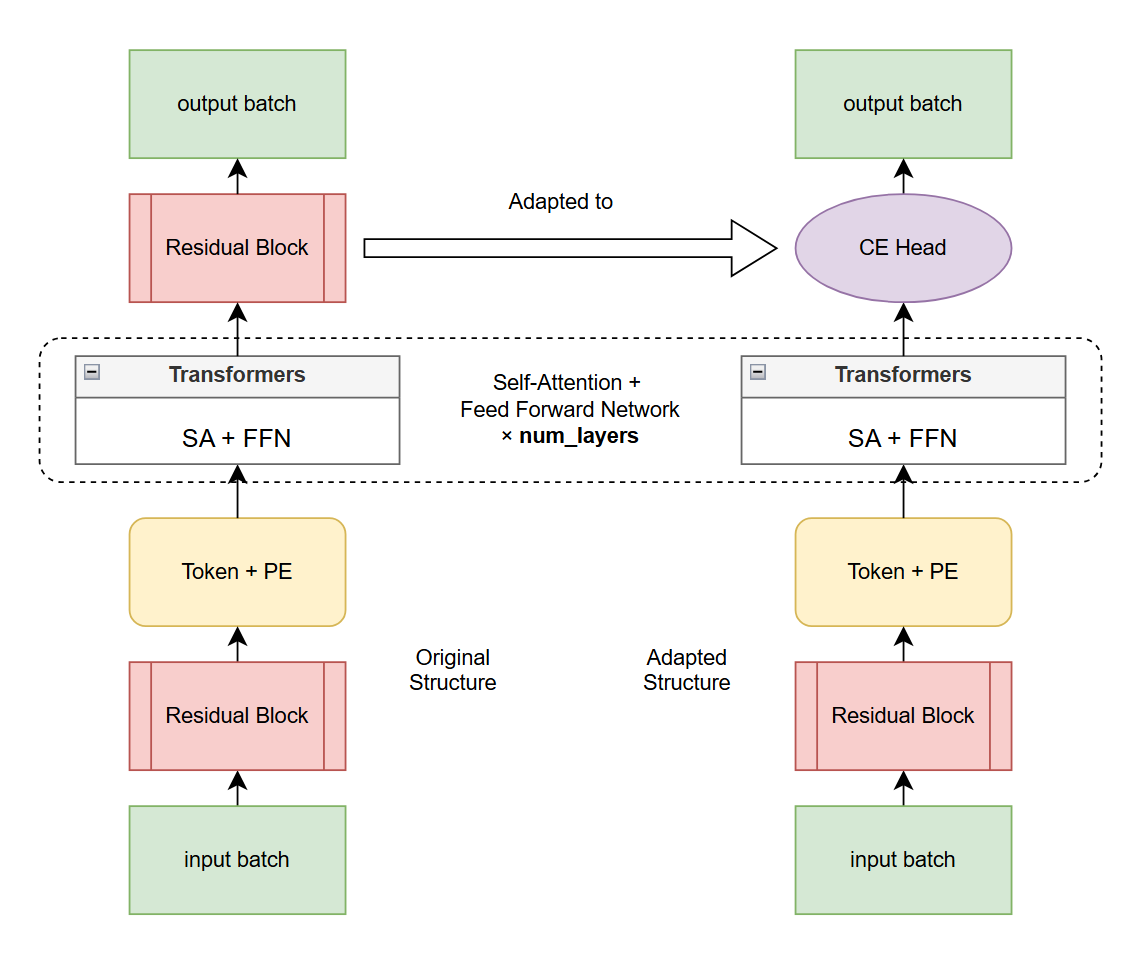 output batch
output batch
Adapted to
Residual Block
CE Head
Transformers
SA + FFN
Self-Attention +
Feed Forward Network
× num_layers
Transformers
SA + FFN
Token + PE
Token + PE
Original
Structure
Adapted
Structure
Residual Block
Residual Block
input batch
input batch